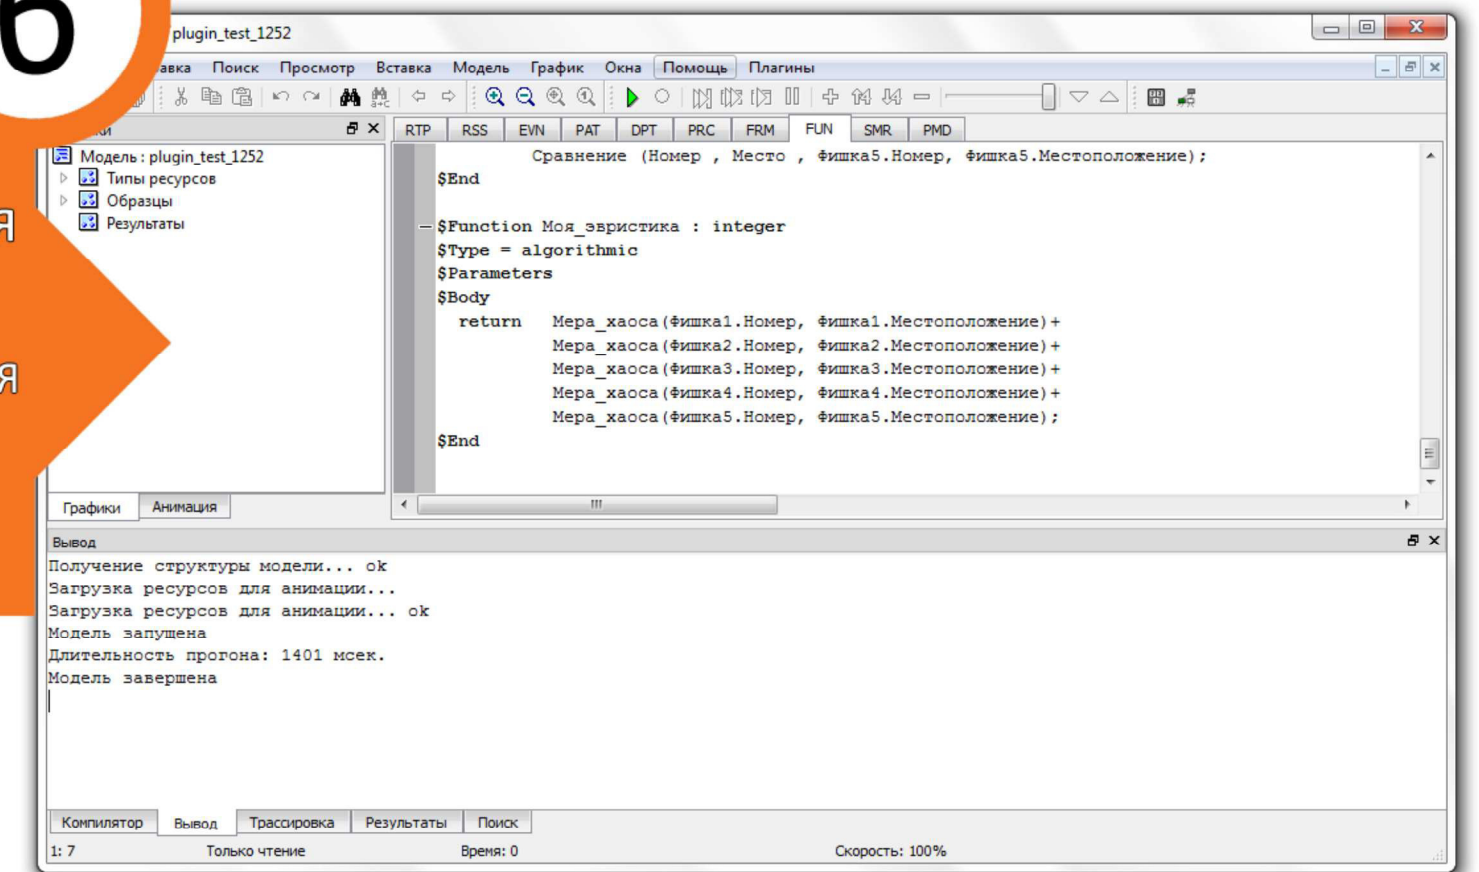 6
plugin_test_1252
авка Поиск Просмотр Вставка Модель График Окна Помощь Плагины
RTP RSS EVN PAT DPT PRC FRM FUN SMR PMD
Модель : plugin_test_1252
Типы ресурсов
Образцы
Результаты
я
я
Сравнение (Номер , Место , Фишка5.Номер, Фишка5.Местоположение);
$End
$Function Моя_эвристика : integer
$Type = algorithmic
$Parameters
$Body
return Мера_хаоса(Фишка1.Номер, Фишка1.Местоположение)+
Мера_хаоса(Фишка2.Номер, Фишка2.Местоположение)+
Мера_хаоса(Фишка3.Номер, Фишка3.Местоположение)+
Мера_хаоса(Фишка4.Номер, Фишка4.Местоположение)+
Мера_хаоса(Фишка5.Номер, Фишка5.Местоположение);
$End
Графики Анимация
Вывод
Получение структуры модели... ok
Загрузка ресурсов для анимации...
Загрузка ресурсов для анимации... ok
Модель запущена
Длительность прогона: 1401 мсек.
Модель завершена
Компилятор Вывод Трассировка Результаты Поиск
1: 7 Только чтение Время: 0 Скорость: 100%